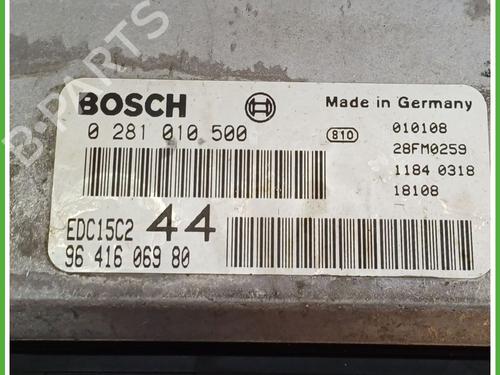 BOSCH
Made in Germany
0 281 010 500
810
010108
28FM0259
1184 0318
18108
EDC15C2 44
96 416 069 80
B-PARTS